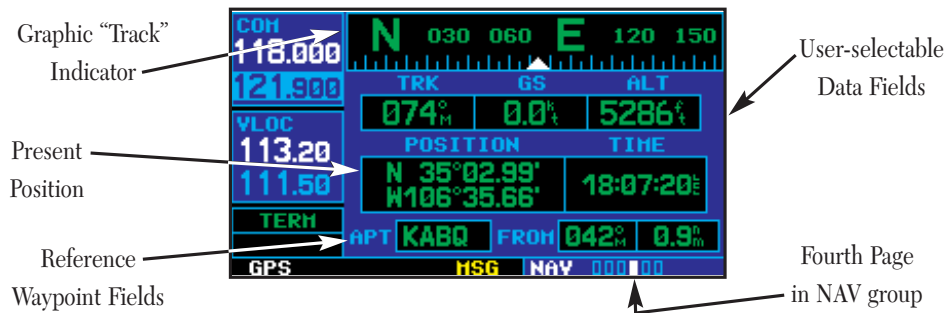 Graphic “Track”
Indicator
Present
Position
Reference
Waypoint Fields
COM
118.000
121.900
VLOC
113.20
111.50
TERM
GPS
N 030 060 E 120 150
TRK GS ALT
074°M 0.0kt 5286ft
POSITION TIME
N 35°02.99'
W106°35.66'
18:07:20
APT KABQ FROM 042°M 0.9nm
MSG NAV
User-selectable
Data Fields
Fourth Page
in NAV group